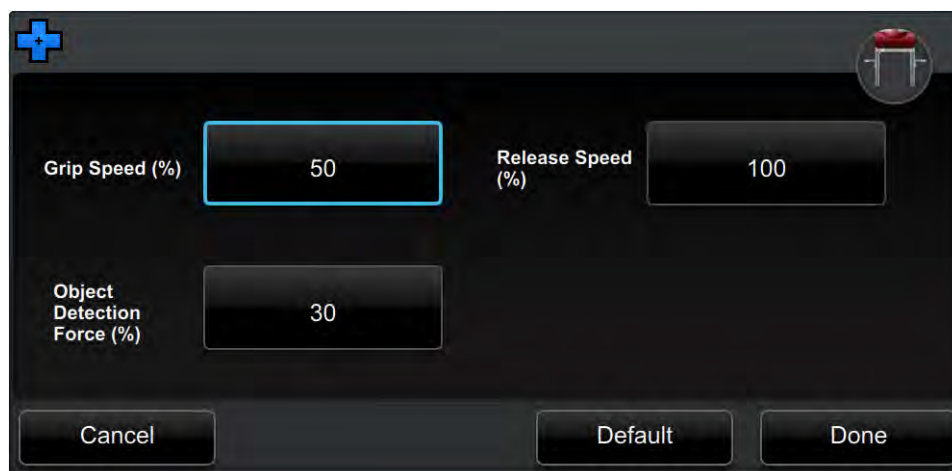 Grip Speed (%)
50
Release Speed
(%)
100
Object
Detection
Force (%)
30
Cancel
Default
Done